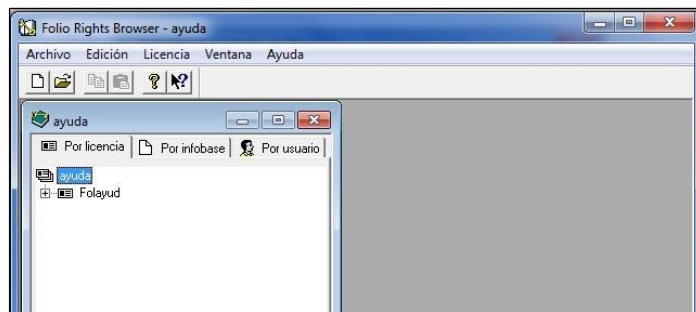 Folio Rights Browser - ayuda
Archivo Edición Licencia Ventana Ayuda
ayuda
Por licencia Por infobase Por usuario
ayuda
Folayud